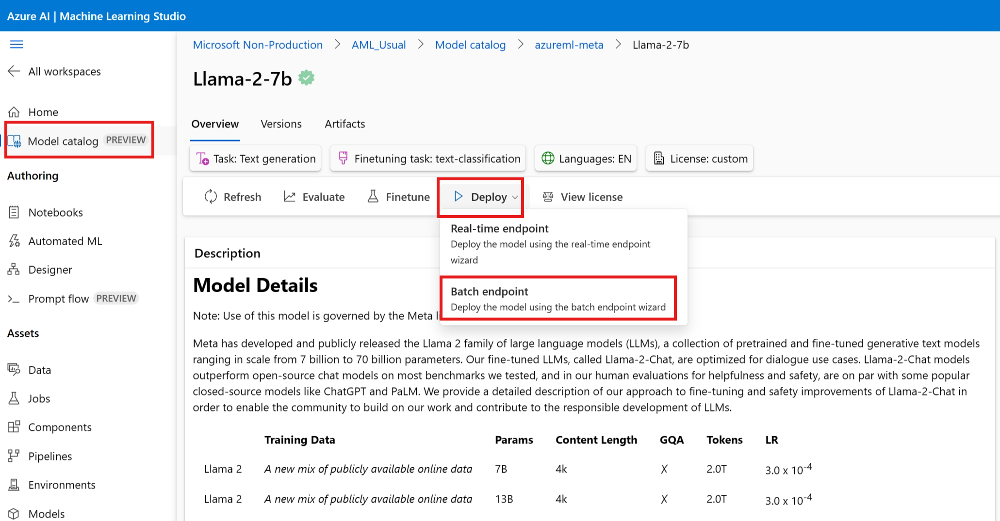 Azure AI | Machine Learning Studio
Microsoft Non-Production > AML_Usual > Model catalog > azureml-meta > Llama-2-7b
All workspaces
Llama-2-7b
Home
Model catalog PREVIEW
Overview Versions Artifacts
Task: Text generation Finetuning task: text-classification Languages: EN License: custom
Authoring
Refresh Evaluate Finetune Deploy View license
Notebooks
Automated ML
Designer
Prompt flow PREVIEW
Real-time endpoint
Deploy the model using the real-time endpoint
wizard
Batch endpoint
Deploy the model using the batch endpoint wizard
Description
Model Details
Note: Use of this model is governed by the Meta li
Assets
Data
Jobs
Components
Pipelines
Environments
Models
Meta has developed and publicly released the Llama 2 family of large language models (LLMs), a collection of pretrained and fine-tuned generative text models
ranging in scale from 7 billion to 70 billion parameters. Our fine-tuned LLMs, called Llama-2-Chat, are optimized for dialogue use cases. Llama-2-Chat models
outperform open-source chat models on most benchmarks we tested, and in our human evaluations for helpfulness and safety, are on par with some popular
closed-source models like ChatGPT and PaLM. We provide a detailed description of our approach to fine-tuning and safety improvements of Llama-2-Chat in
order to enable the community to build on our work and contribute to the responsible development of LLMs.
Training Data Params Content Length GQA Tokens LR
Llama 2 A new mix of publicly available online data 7B 4k ✗ 2.0T 3.0 x 10⁻⁴
Llama 2 A new mix of publicly available online data 13B 4k ✗ 2.0T 3.0 x 10⁻⁴